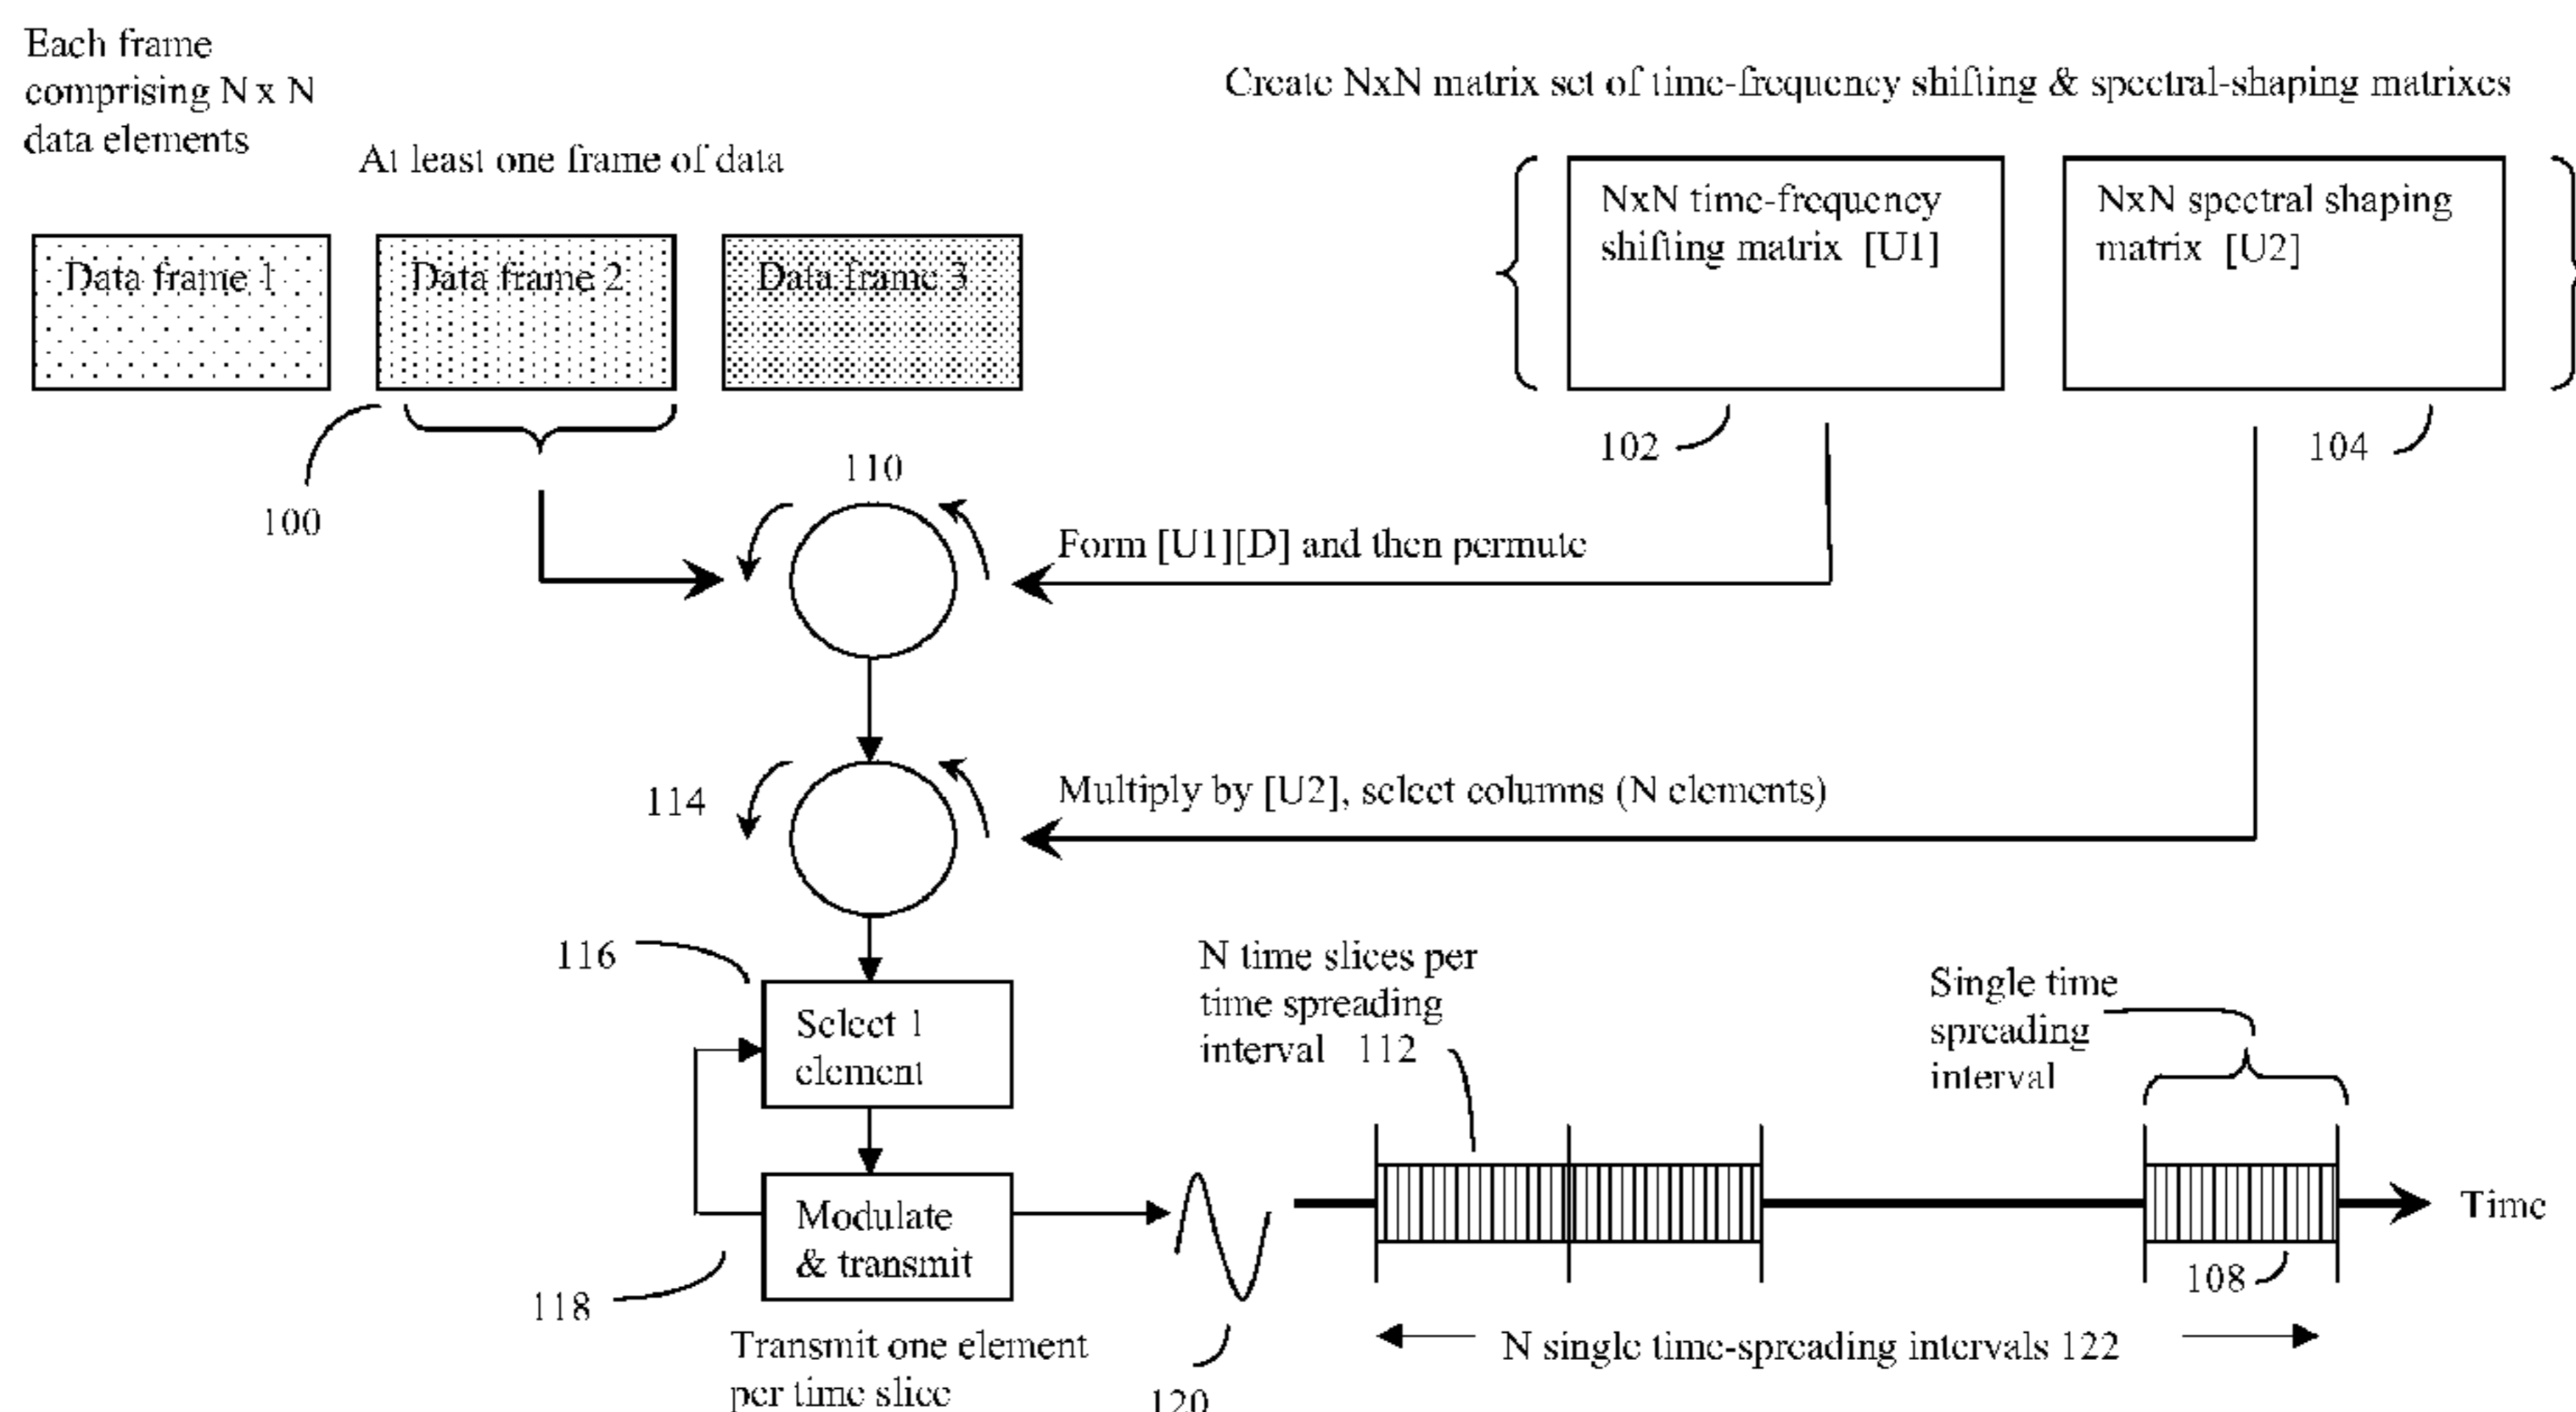 Each frame
comprising N x N
data elements
At least one frame of data
Create NxN matrix set of time-frequency shifting & spectral-shaping matrixes
Data frame 1
Data frame 2
Data frame 3
NxN time-frequency
shifting matrix [U1]
NxN spectral shaping
matrix [U2]
100
102
104
110
Form [U1][D] and then permute
114
Multiply by [U2], select columns (N elements)
116
Select 1
element
N time slices per
time spreading
interval 112
Single time
spreading
interval
Modulate
& transmit
Time
118
108
Transmit one element
per time slice
120
N single time-spreading intervals 122